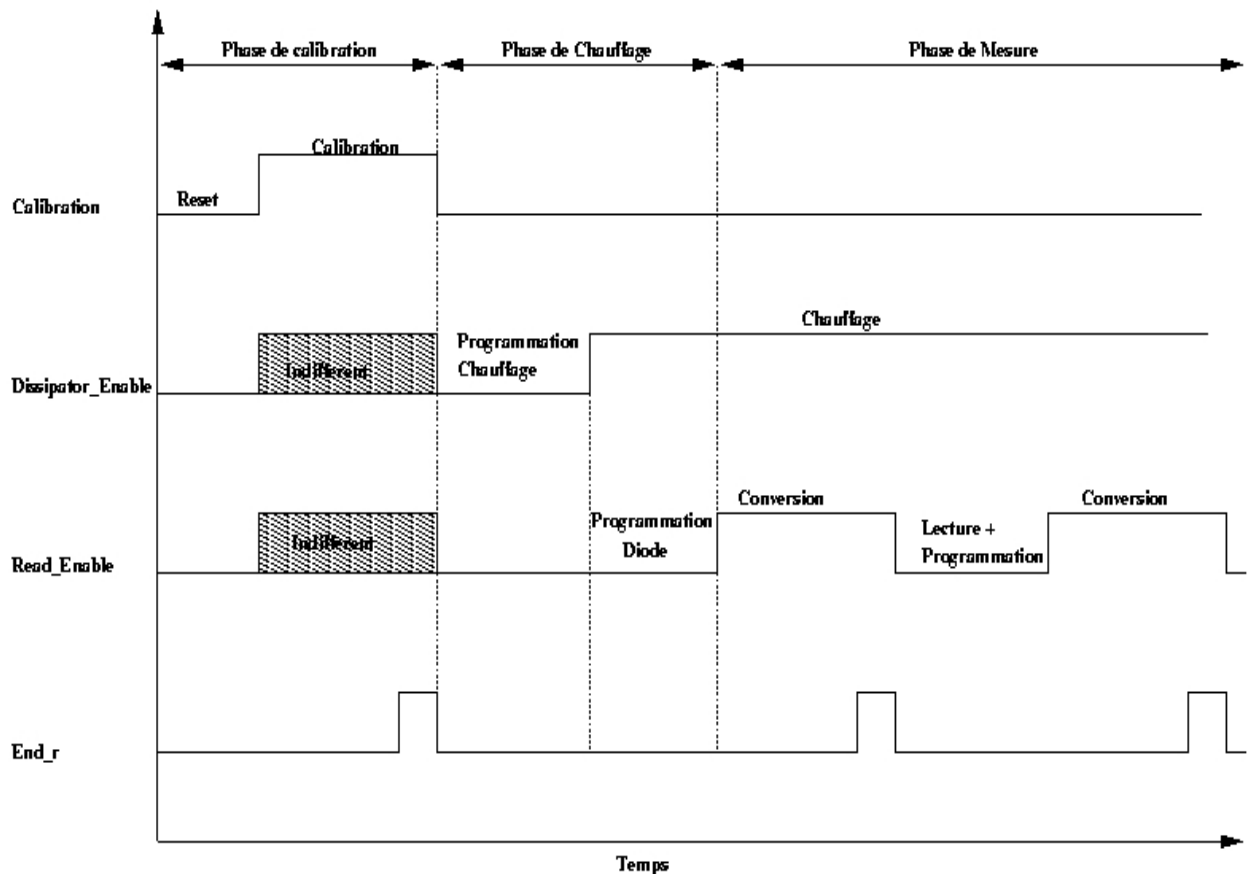 Phase de calibration
Phase de Chauffage
Phase de Mesure
Calibration
Reset
Calibration
Chauffage
Programmation
Chauffage
Indifferent
Dissipator_Enable
Conversion
Conversion
Programmation
Diode
Lecture +
Programmation
Indifferent
Read_Enable
End_r
Temps